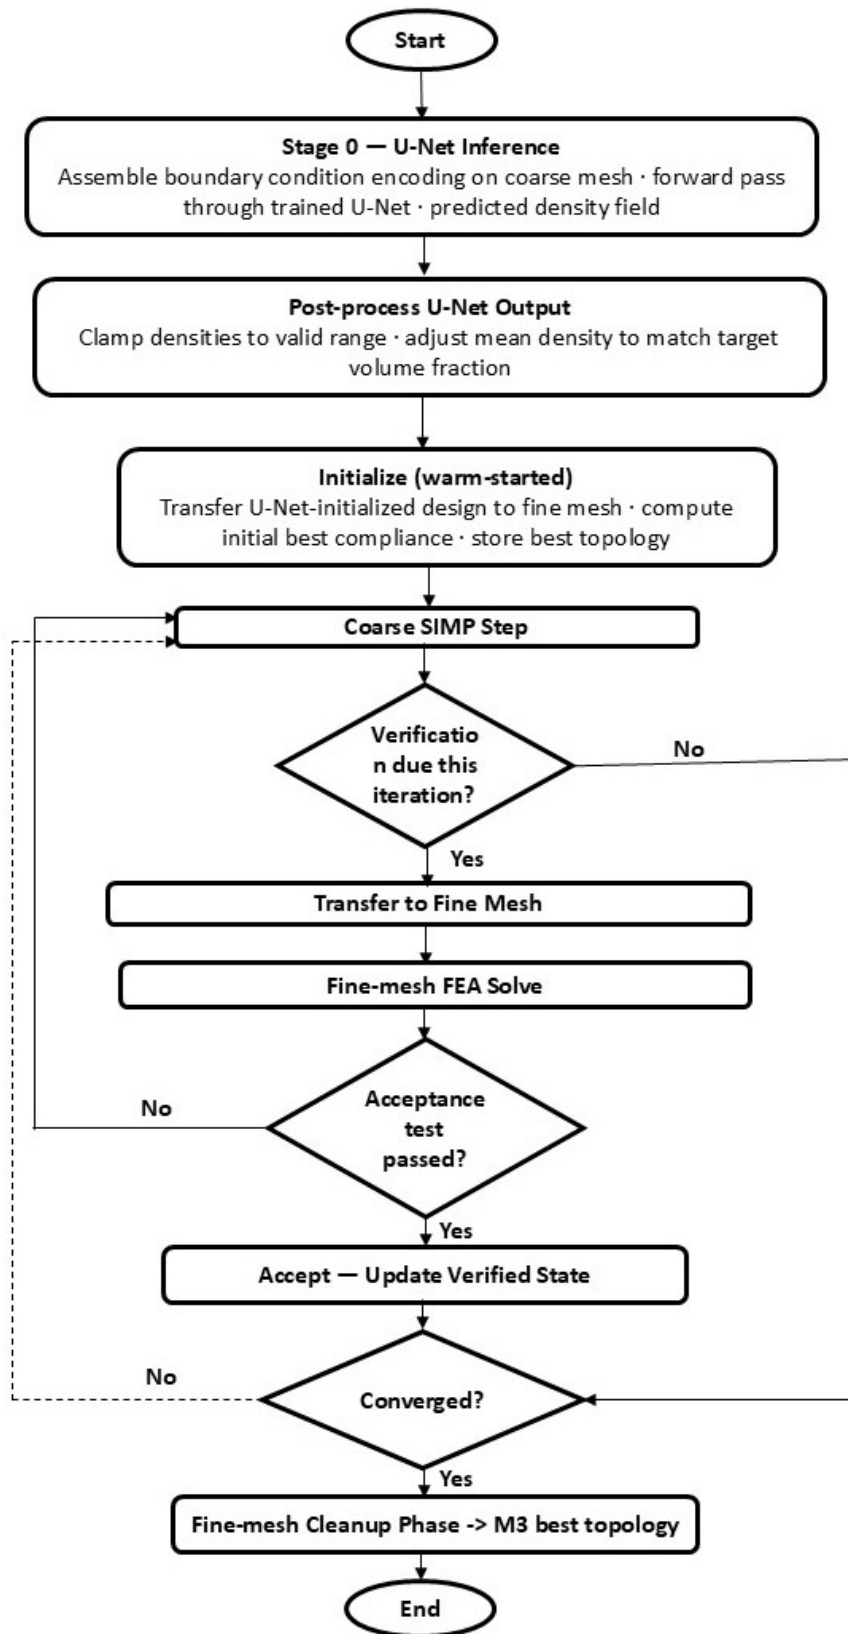 Start
Stage 0 — U-Net Inference
Assemble boundary condition encoding on coarse mesh · forward pass
through trained U-Net · predicted density field
Post-process U-Net Output
Clamp densities to valid range · adjust mean density to match target
volume fraction
Initialize (warm-started)
Transfer U-Net-initialized design to fine mesh · compute
initial best compliance · store best topology
Coarse SIMP Step
Verificatio
n due this
iteration?
No
Yes
Transfer to Fine Mesh
Fine-mesh FEA Solve
Acceptance
test
passed?
No
Yes
Accept — Update Verified State
Converged?
No
Yes
Fine-mesh Cleanup Phase -> M3 best topology
End